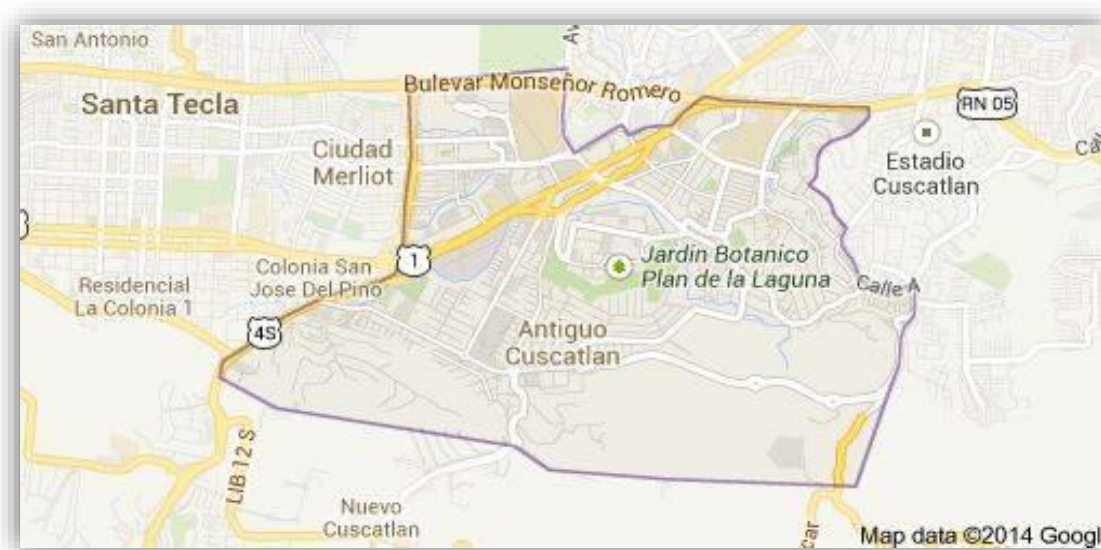 San Antonio
Av
Bulevar Monseñor Romero
RN 05
Santa Tecla
Ciudad
Merliot
Estadio
Cuscatlan
1
Jardin Botanico
Plan de la Laguna
Colonia San
Jose Del Pino
Residencial
La Colonia 1
Calle A
4S
Antiguo
Cuscatlan
LIB 12 S
Nuevo
Cuscatlan
car
Map data ©2014 Googl